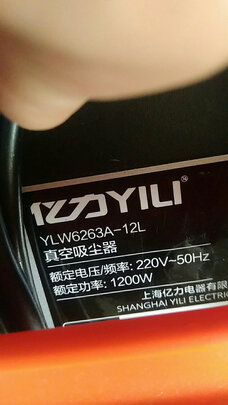 亿力YILI®
YLW6263A-12L
真空吸尘器
额定电压/频率: 220V~50Hz
额定功率: 1200W
上海亿力电器有限
SHANGHAI YILI ELECTRI